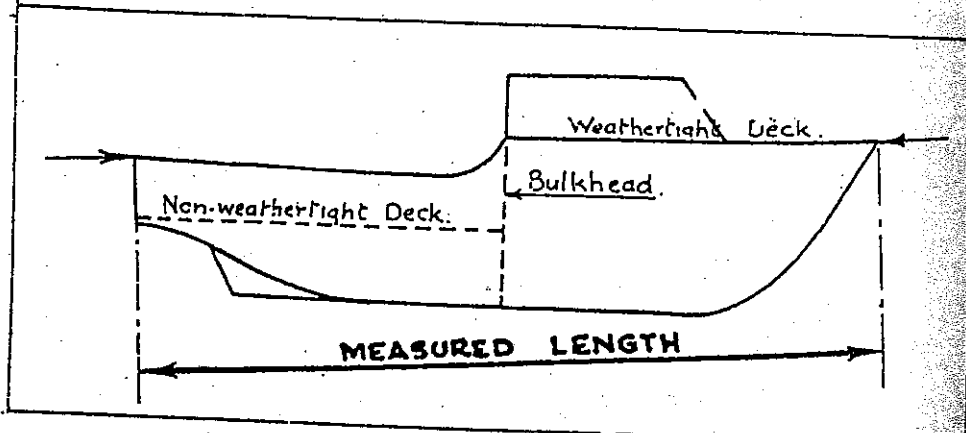 Weathertight Deck.
Bulkhead.
Non-weathertight Deck.
MEASURED LENGTH